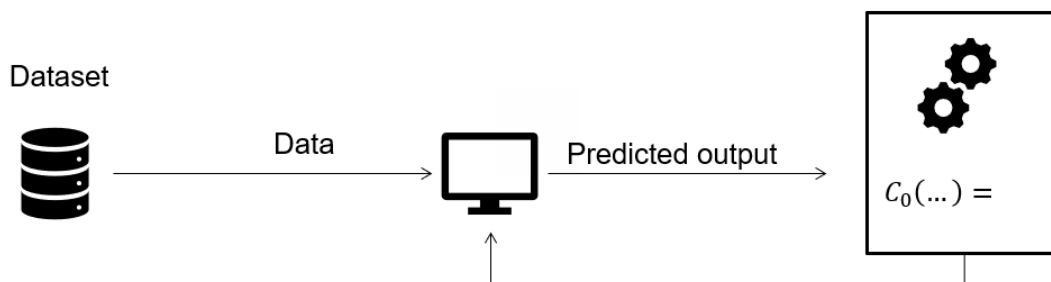 Dataset
Data
Predicted output
C₀(...) =